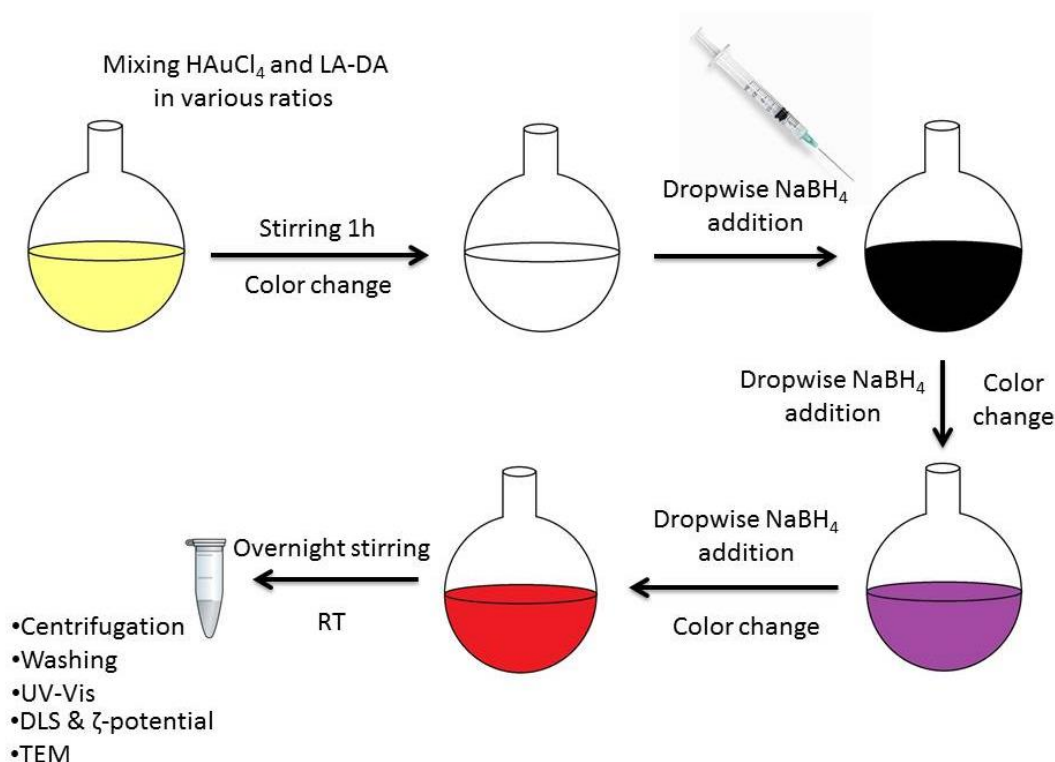 Mixing HAuCl₄ and LA-DA
in various ratios
Stirring 1h
Color change
Dropwise NaBH₄
addition
Dropwise NaBH₄
addition
Color
change
Dropwise NaBH₄
addition
Color change
Overnight stirring
RT
•Centrifugation
•Washing
•UV-Vis
•DLS & ζ-potential
•TEM